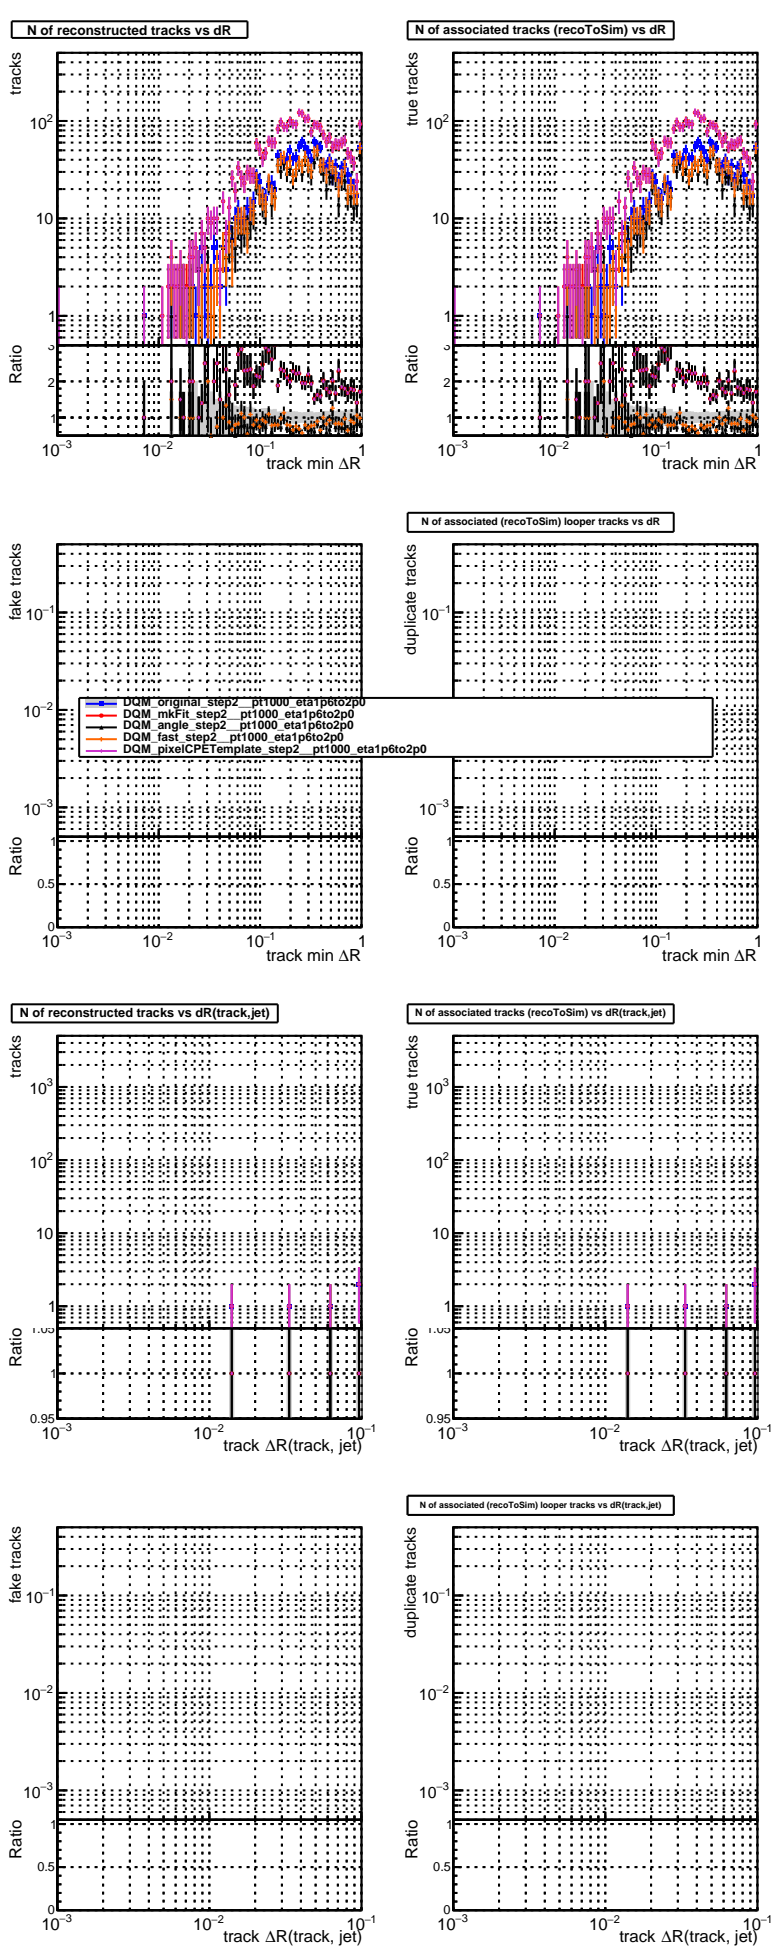 N of reconstructed tracks vs dR
N of associated tracks (recoToSim) vs dR
tracks
10²
10
1
Ratio
3
2
1
10⁻³
10⁻²
10⁻¹
1
track min ΔR
true tracks
10²
10
1
Ratio
3
2
1
10⁻³
10⁻²
10⁻¹
1
track min ΔR
N of associated (recoToSim) looper tracks vs dR
fake tracks
10⁻¹
10⁻²
10⁻³
Ratio
1
0.5
0
10⁻³
10⁻²
10⁻¹
1
track min ΔR
duplicate tracks
10⁻¹
10⁻³
Ratio
1
0.5
0
10⁻³
10⁻²
10⁻¹
1
track min ΔR
DQM_original_step2__pt1000_eta1p6to2p0
DQM_mkFit_step2__pt1000_eta1p6to2p0
DQM_angle_step2__pt1000_eta1p6to2p0
DQM_fast_step2__pt1000_eta1p6to2p0
DQM_pixelCPETemplate_step2__pt1000_eta1p6to2p0
N of reconstructed tracks vs dR(track,jet)
N of associated tracks (recoToSim) vs dR(track,jet)
tracks
10³
10²
10
1
Ratio
1.05
1
0.95
10⁻³
10⁻²
10⁻¹
track ΔR(track, jet)
true tracks
10³
10²
10
1
Ratio
1.05
1
0.95
10⁻³
10⁻²
10⁻¹
track ΔR(track, jet)
N of associated (recoToSim) looper tracks vs dR(track,jet)
fake tracks
10⁻¹
10⁻²
10⁻³
Ratio
1
0.5
0
10⁻³
10⁻²
10⁻¹
track ΔR(track, jet)
duplicate tracks
10⁻¹
10⁻²
10⁻³
Ratio
1
0.5
0
10⁻³
10⁻²
10⁻¹
track ΔR(track, jet)